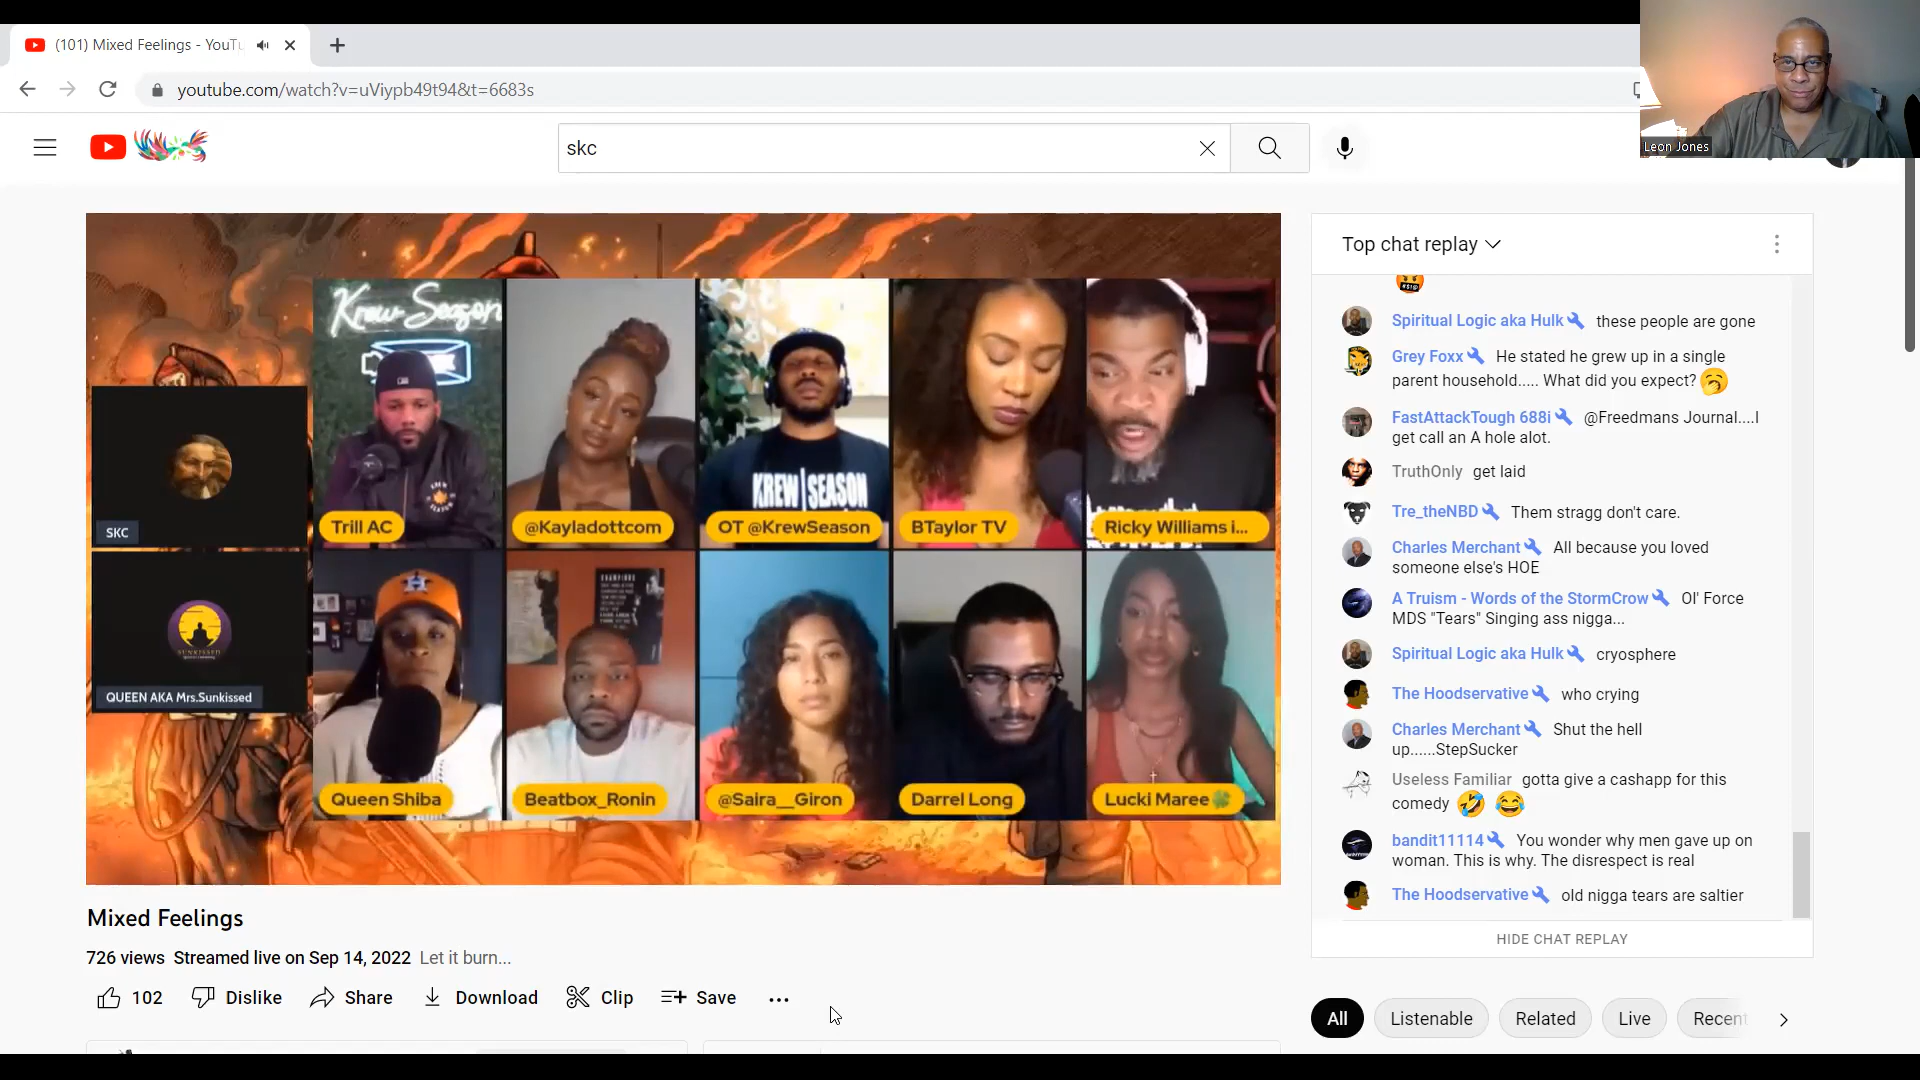 (101) Mixed Feelings - YouTu
youtube.com/watch?v=uViypb49t94&t=6683s
skc
Leon Jones
Krew Season
SKC
Trill AC
@Kayladottcom
KREW | SEASON
OT @KrewSeason
BTaylor TV
Ricky Williams i...
QUEEN AKA Mrs.Sunkissed
SUNKISSED
Queen Shiba
Beatbox_Ronin
@Saira__Giron
Darrel Long
Lucki Maree
Top chat replay
Spiritual Logic aka Hulk these people are gone
Grey Foxx He stated he grew up in a single
parent household..... What did you expect?
FastAttackTough 688i @Freedmans Journal....I
get call an A hole alot.
TruthOnly get laid
Tre_theNBD Them stragg don't care.
Charles Merchant All because you loved
someone else's HOE
A Truism - Words of the StormCrow Ol' Force
MDS "Tears" Singing ass nigga...
Spiritual Logic aka Hulk cryosphere
The Hoodservative who crying
Charles Merchant Shut the hell
up......StepSucker
Useless Familiar gotta give a cashapp for this
comedy
bandit11114 You wonder why men gave up on
woman. This is why. The disrespect is real
The Hoodservative old nigga tears are saltier
HIDE CHAT REPLAY
Mixed Feelings
726 views Streamed live on Sep 14, 2022 Let it burn...
102 Dislike Share Download Clip Save ...
All Listenable Related Live Recent